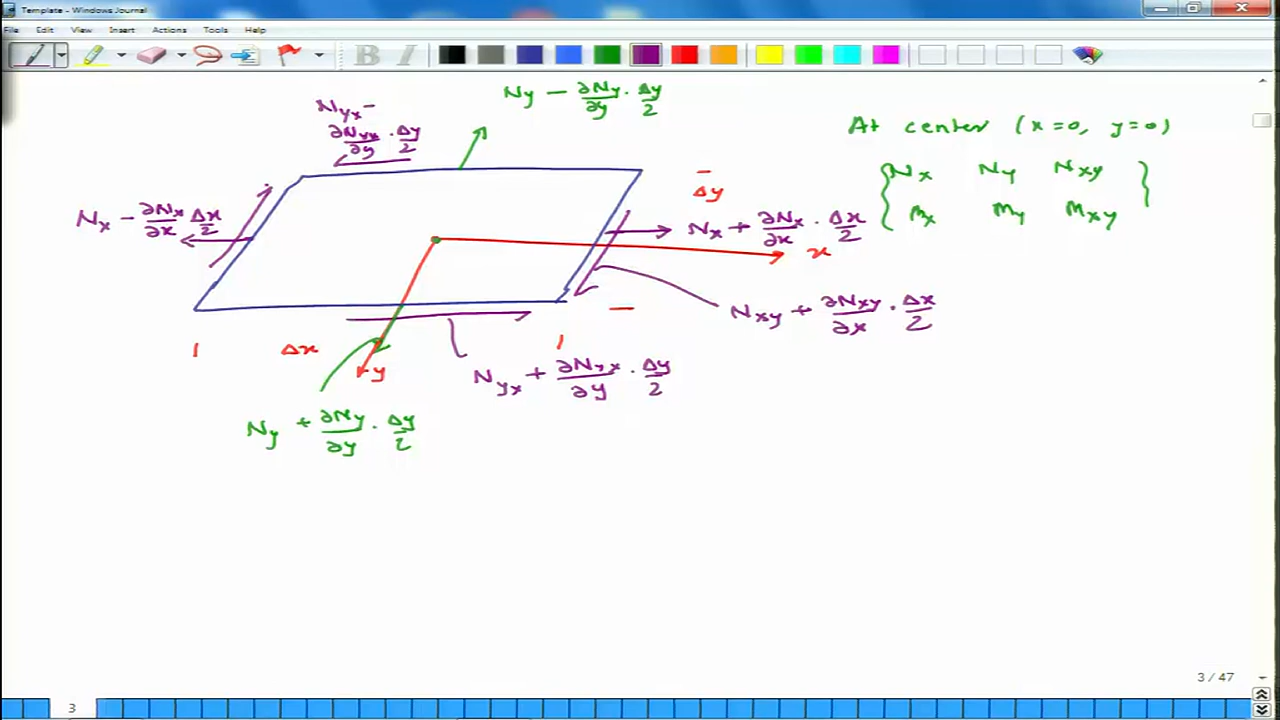 Template - Windows Journal
File Edit View Insert Actions Tools Help
B I
Ny − ∂Ny/∂y · Δy/2
Nyx −
∂Nyx/∂y · Δy/2
At center (x=0, y=0)
Nx Ny Nxy
Mx My Mxy
Δy
Nx − ∂Nx/∂x Δx/2
Nx + ∂Nx/∂x · Δx/2
x
Nxy + ∂Nxy/∂x · Δx/2
Δx
y
Nyx + ∂Nyx/∂y · Δy/2
Ny + ∂Ny/∂y · Δy/2
3 / 47
3